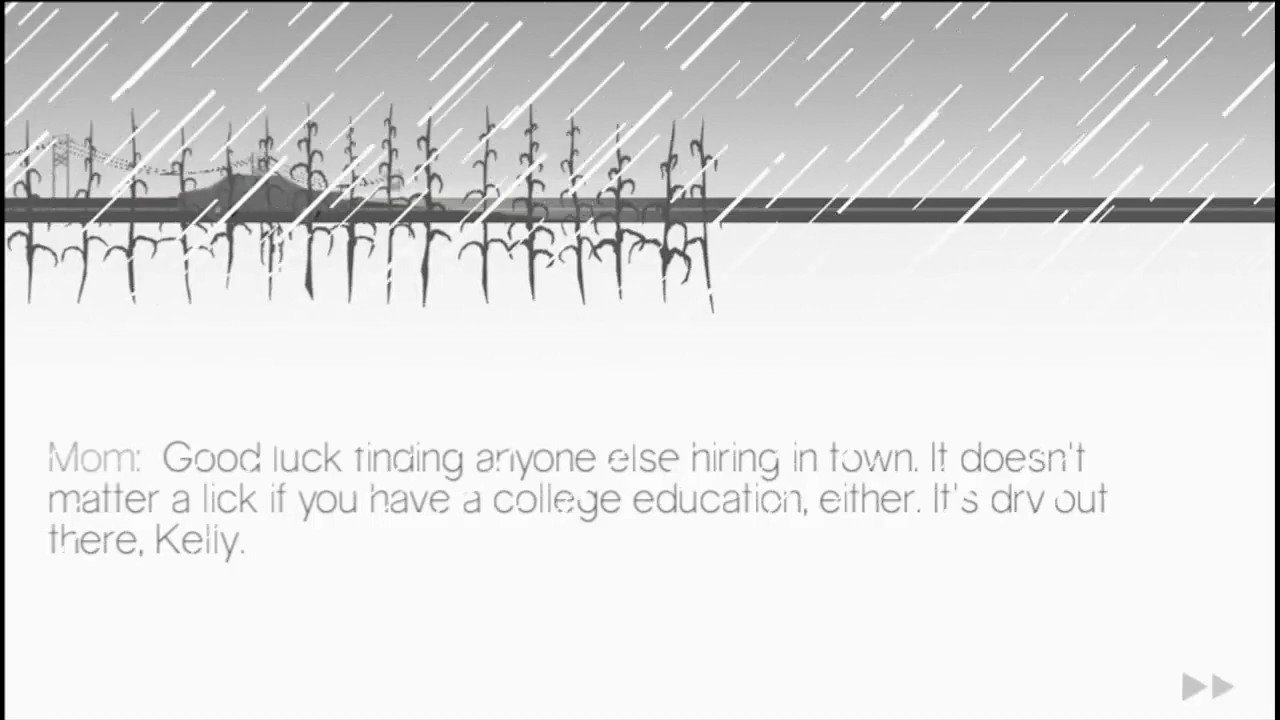 Mom: Good luck finding anyone else hiring in town. It doesn't
matter a lick if you have a college education, either. It's dry out
there, Kelly.